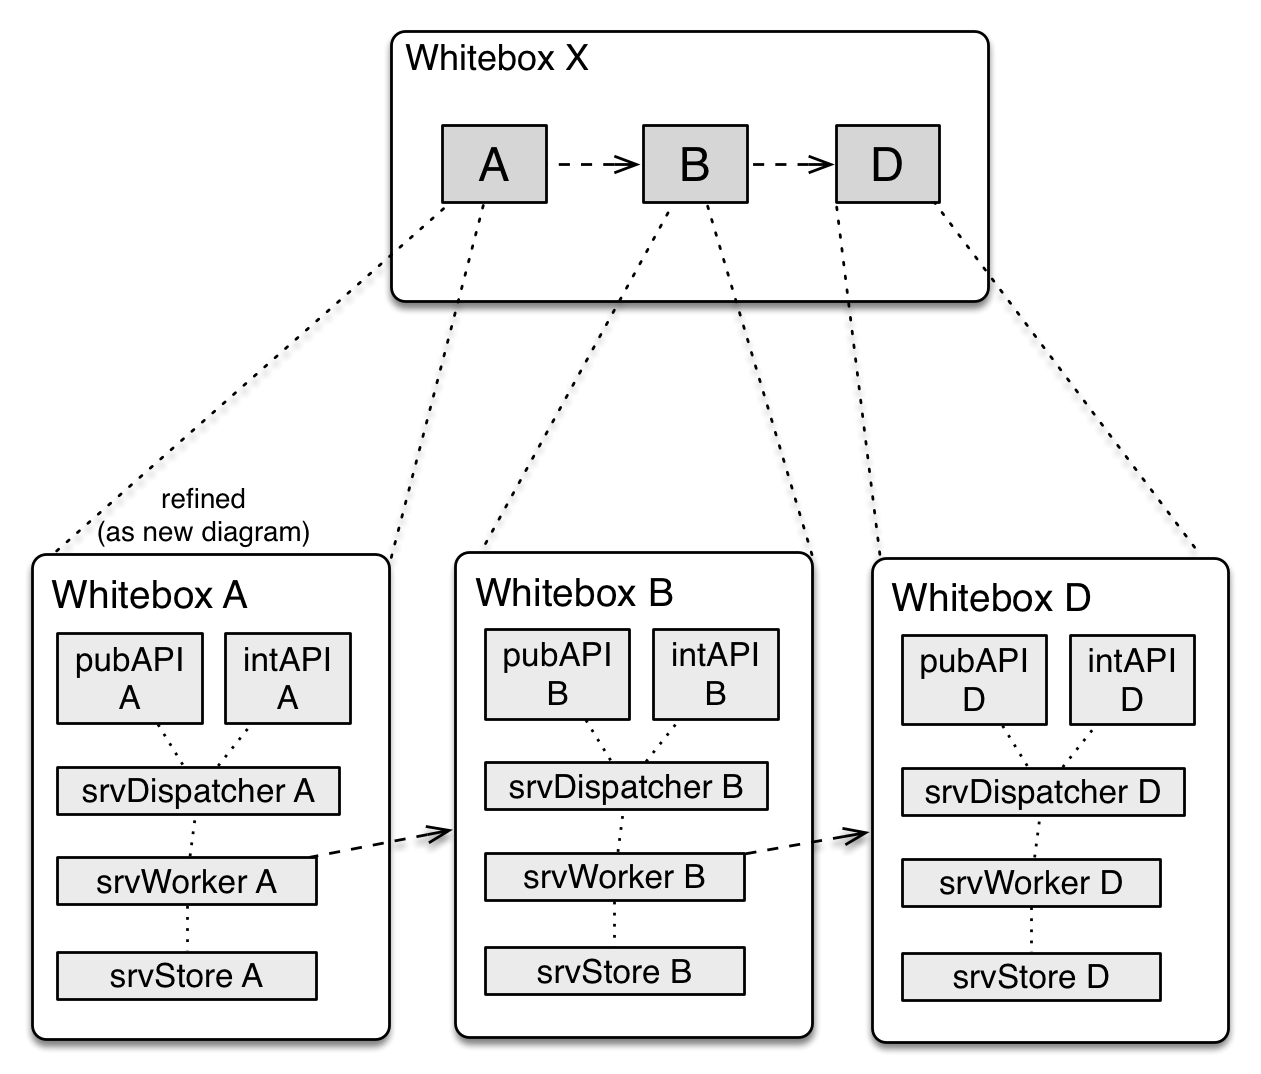 Whitebox X
A
B
D
refined
(as new diagram)
Whitebox A
pubAPI
A
intAPI
A
srvDispatcher A
srvWorker A
srvStore A
Whitebox B
pubAPI
B
intAPI
B
srvDispatcher B
srvWorker B
srvStore B
Whitebox D
pubAPI
D
intAPI
D
srvDispatcher D
srvWorker D
srvStore D